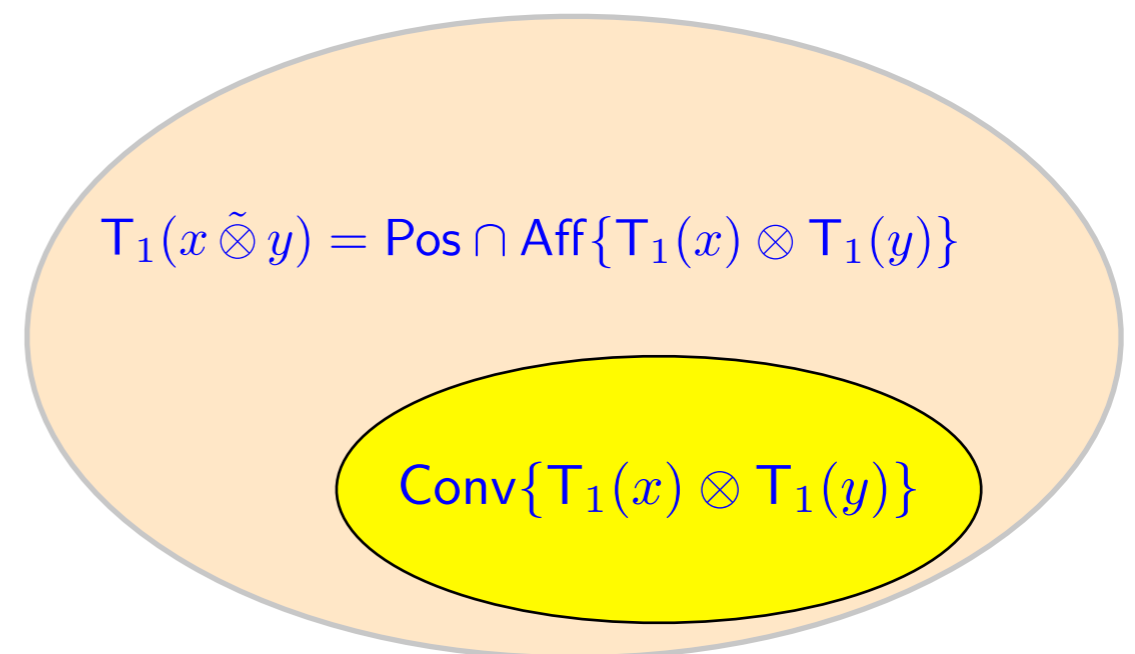 T₁(x ⊗̃ y) = Pos ∩ Aff{T₁(x) ⊗ T₁(y)}
Conv{T₁(x) ⊗ T₁(y)}